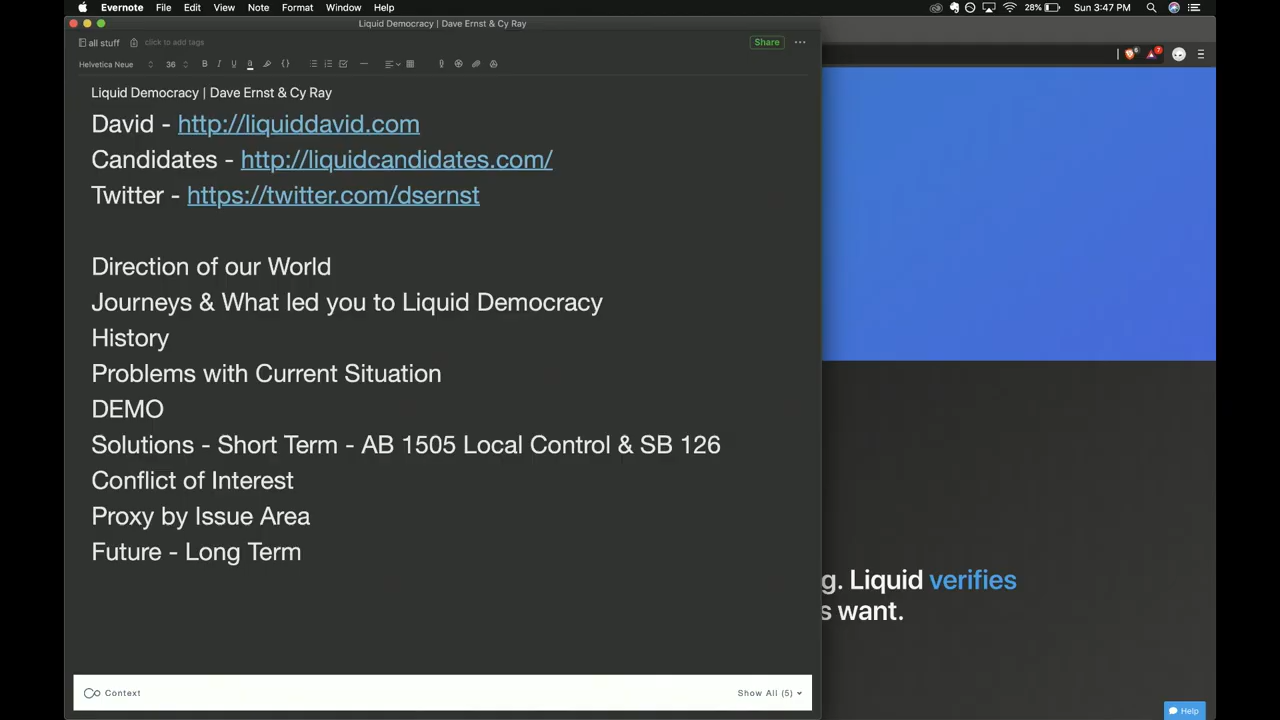 Evernote File Edit View Note Format Window Help 28% Sun 3:47 PM
Liquid Democracy | Dave Ernst & Cy Ray
all stuff click to add tags Share
Helvetica Neue 36 B I U a
Liquid Democracy | Dave Ernst & Cy Ray
David - http://liquiddavid.com
Candidates - http://liquidcandidates.com/
Twitter - https://twitter.com/dsernst
Direction of our World
Journeys & What led you to Liquid Democracy
History
Problems with Current Situation
DEMO
Solutions - Short Term - AB 1505 Local Control & SB 126
Conflict of Interest
Proxy by Issue Area
Future - Long Term
g. Liquid verifies
s want.
Context Show All (5)
Help